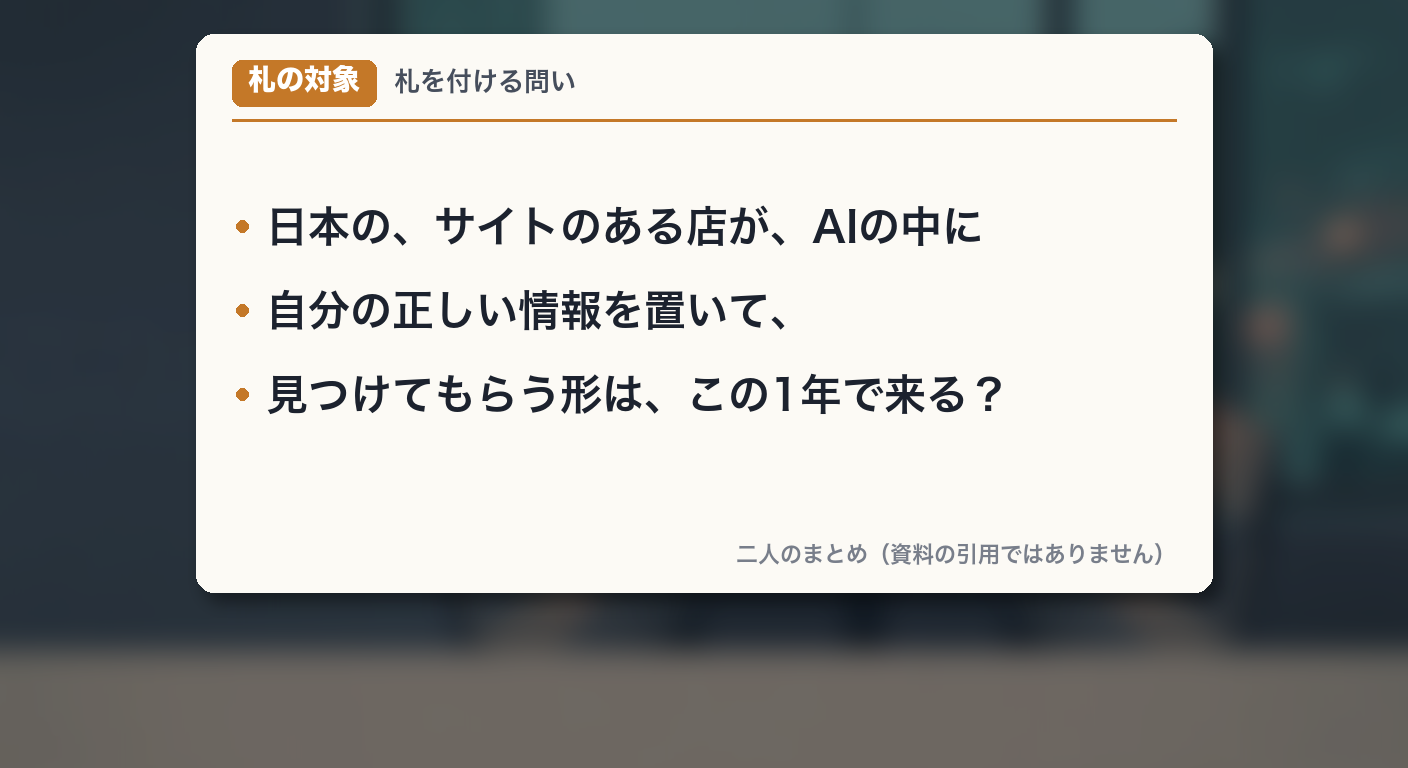 札の対象 札を付ける問い
• 日本の、サイトのある店が、AIの中に
• 自分の正しい情報を置いて、
• 見つけてもらう形は、この1年で来る？
二人のまとめ（資料の引用ではありません）